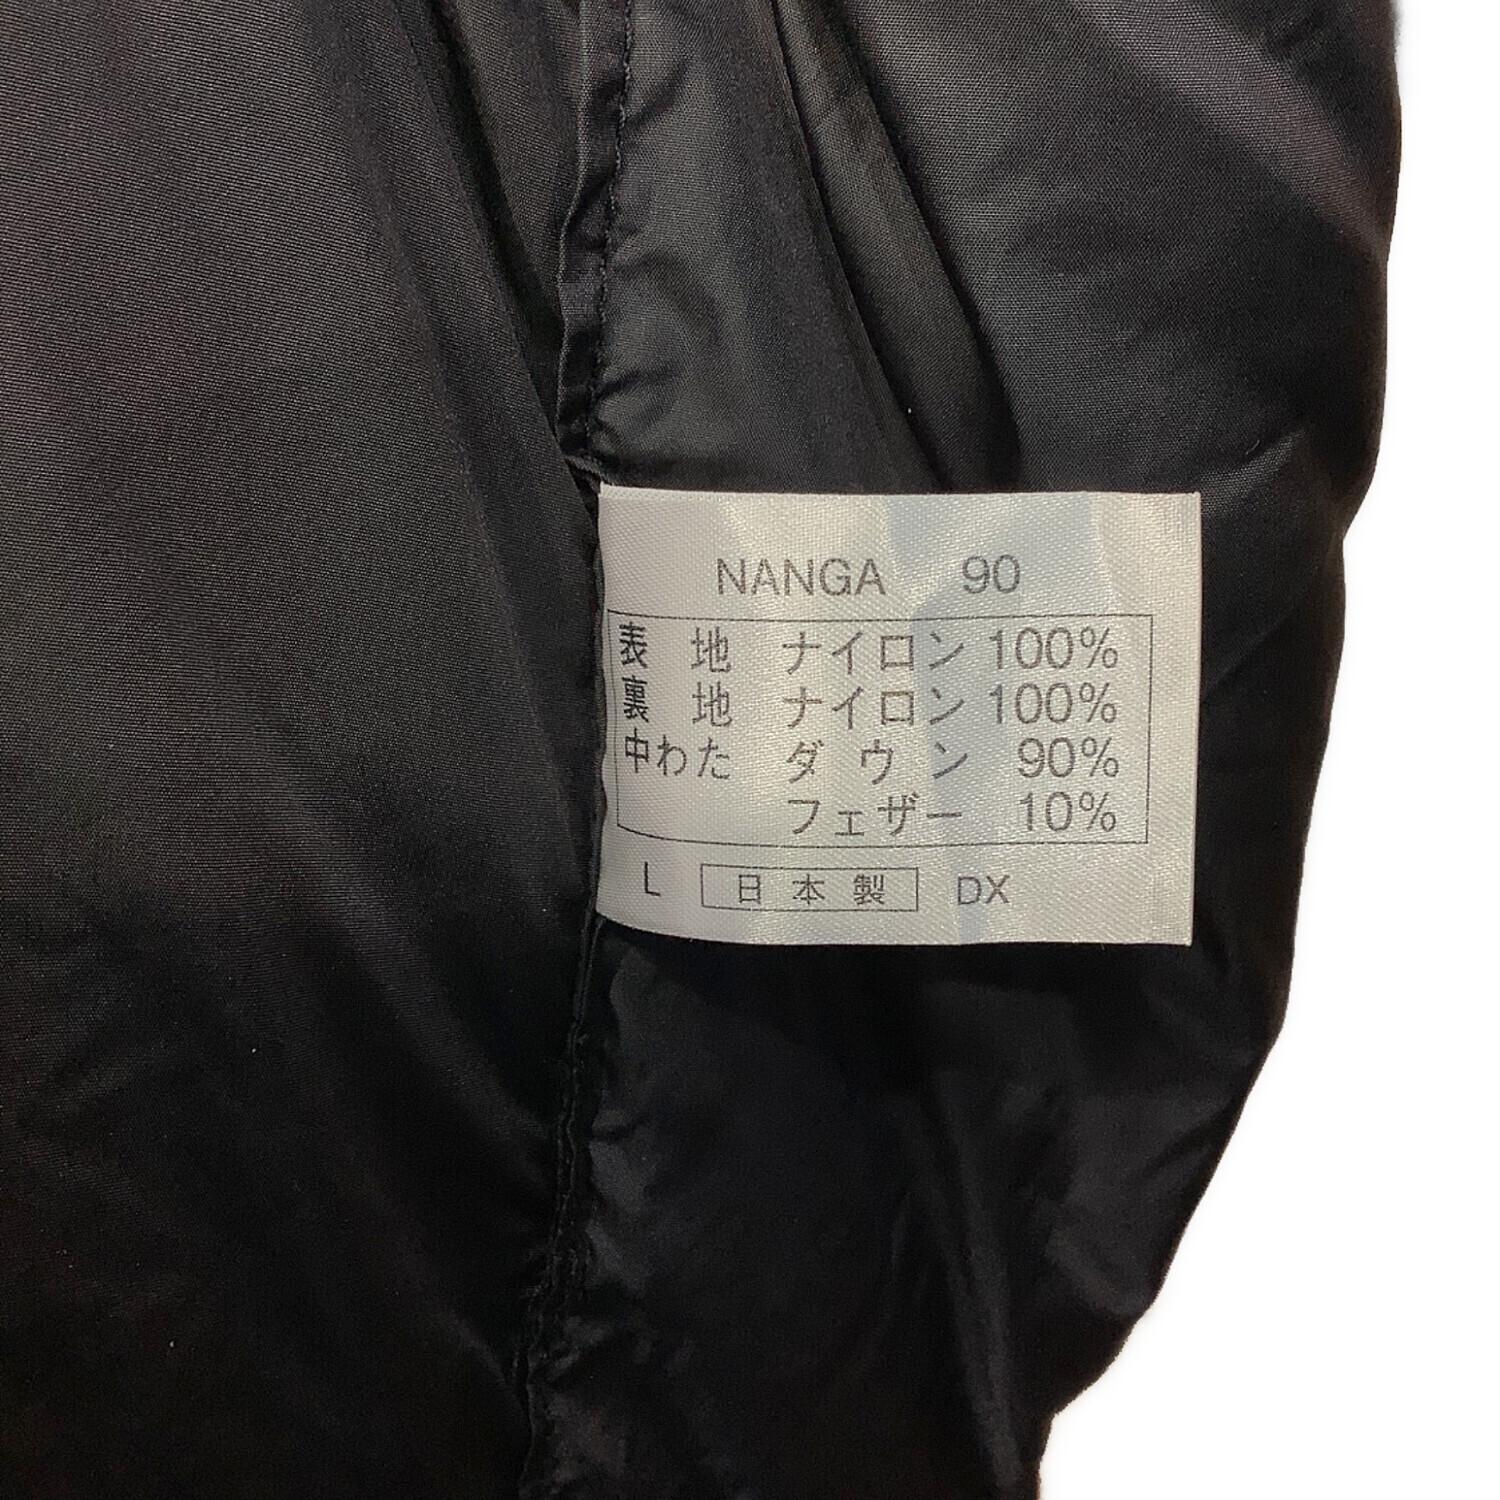 NANGA 90
表 地 ナイロン 100%
裏 地 ナイロン 100%
中わた ダ ウ ン 90%
フェザー 10%
L 日本製 DX